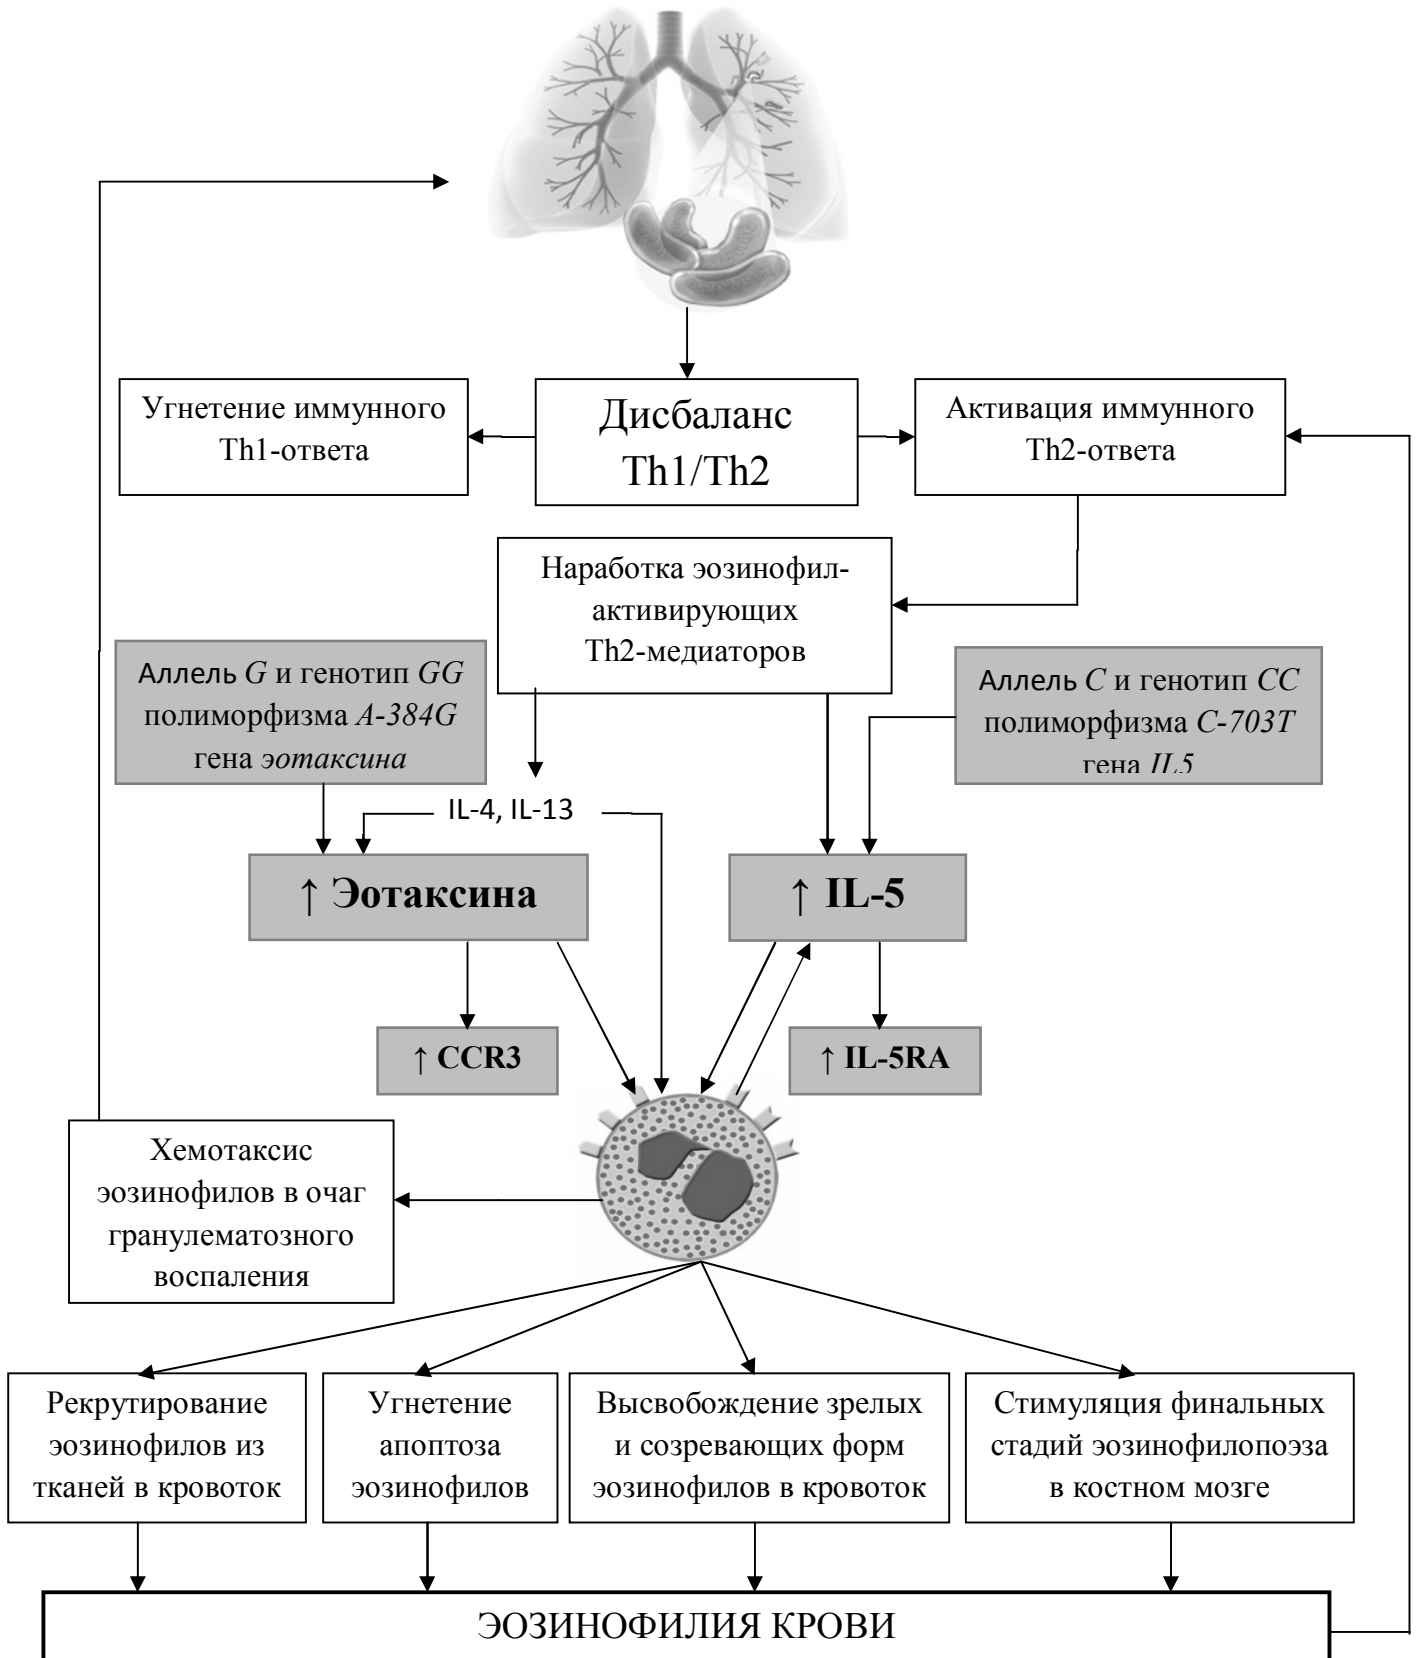 Угнетение иммунного
Th1-ответа
Дисбаланс
Th1/Th2
Активация иммунного
Th2-ответа
Наработка эозинофил-
активирующих
Th2-медиаторов
Аллель G и генотип GG
полиморфизма A-384G
гена эотаксина
Аллель C и генотип CC
полиморфизма C-703T
гена IL5
IL-4, IL-13
↑ Эотаксина
↑ IL-5
↑ CCR3
↑ IL-5RA
Хемотаксис
эозинофилов в очаг
гранулематозного
воспаления
Рекрутирование
эозинофилов из
тканей в кровоток
Угнетение
апоптоза
эозинофилов
Высвобождение зрелых
и созревающих форм
эозинофилов в кровоток
Стимуляция финальных
стадий эозинофилопоэза
в костном мозге
ЭОЗИНОФИЛИЯ КРОВИ